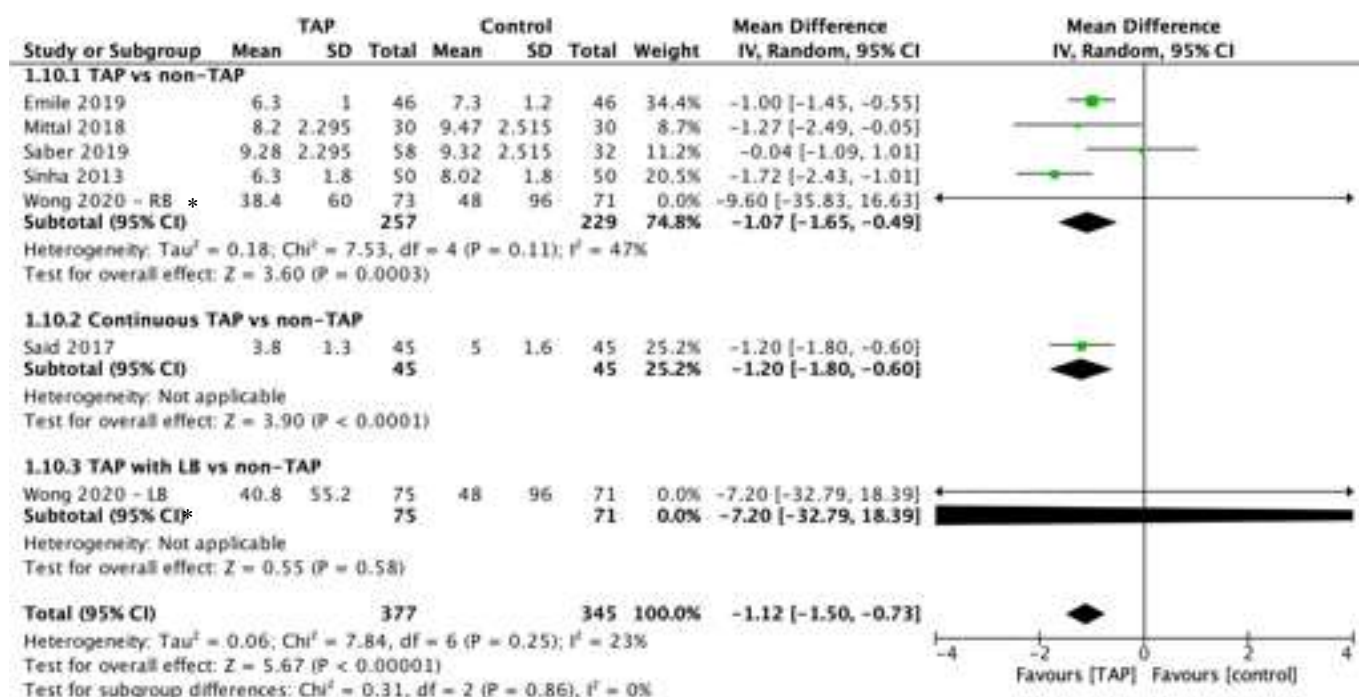 TAP Control Mean Difference Mean Difference
Study or Subgroup Mean SD Total Mean SD Total Weight IV, Random, 95% CI IV, Random, 95% CI
1.10.1 TAP vs non-TAP
Emile 2019 6.3 1 46 7.3 1.2 46 34.4% -1.00 [-1.45, -0.55]
Mittal 2018 8.2 2.295 30 9.47 2.515 30 8.7% -1.27 [-2.49, -0.05]
Saber 2019 9.28 2.295 58 9.32 2.515 32 11.2% -0.04 [-1.09, 1.01]
Sinha 2013 6.3 1.8 50 8.02 1.8 50 20.5% -1.72 [-2.43, -1.01]
Wong 2020 - RB * 38.4 60 73 48 96 71 0.0% -9.60 [-35.83, 16.63]
Subtotal (95% CI) 257 229 74.8% -1.07 [-1.65, -0.49]
Heterogeneity: Tau² = 0.18; Chi² = 7.53, df = 4 (P = 0.11); I² = 47%
Test for overall effect: Z = 3.60 (P = 0.0003)
1.10.2 Continuous TAP vs non-TAP
Said 2017 3.8 1.3 45 5 1.6 45 25.2% -1.20 [-1.80, -0.60]
Subtotal (95% CI) 45 45 25.2% -1.20 [-1.80, -0.60]
Heterogeneity: Not applicable
Test for overall effect: Z = 3.90 (P < 0.0001)
1.10.3 TAP with LB vs non-TAP
Wong 2020 - LB 40.8 55.2 75 48 96 71 0.0% -7.20 [-32.79, 18.39]
Subtotal (95% CI)* 75 71 0.0% -7.20 [-32.79, 18.39]
Heterogeneity: Not applicable
Test for overall effect: Z = 0.55 (P = 0.58)
Total (95% CI) 377 345 100.0% -1.12 [-1.50, -0.73]
Heterogeneity: Tau² = 0.06; Chi² = 7.84, df = 6 (P = 0.25); I² = 23%
Test for overall effect: Z = 5.67 (P < 0.00001)
Test for subgroup differences: Chi² = 0.31, df = 2 (P = 0.86), I² = 0%
-4 -2 0 2 4
Favours [TAP] Favours [control]